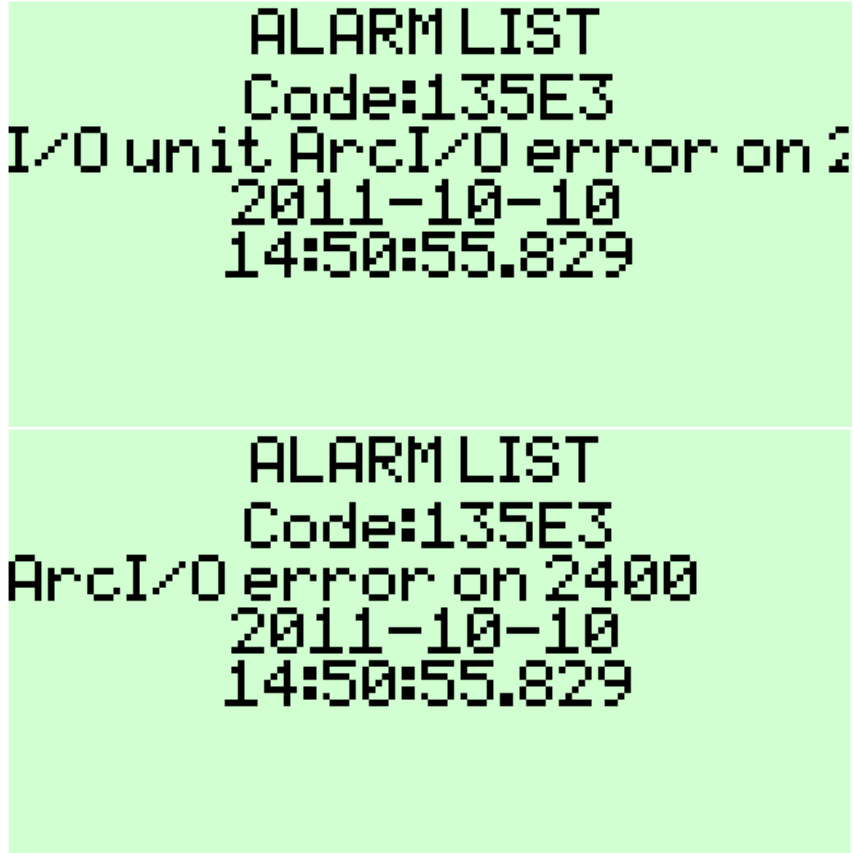 ALARM LIST
Code:135E3
I/O unit ArcI/O error on 2
2011-10-10
14:50:55.829
ALARM LIST
Code:135E3
ArcI/O error on 2400
2011-10-10
14:50:55.829